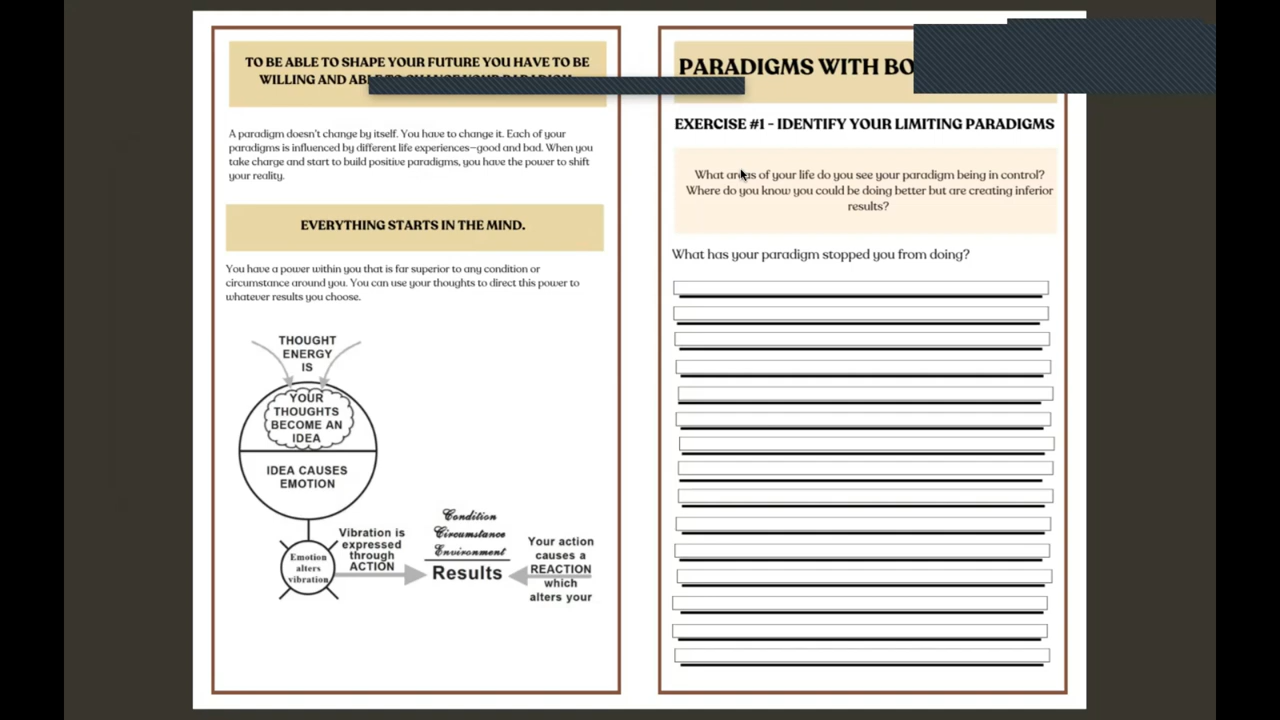 TO BE ABLE TO SHAPE YOUR FUTURE YOU HAVE TO BE
WILLING AND
A paradigm doesn't change by itself. You have to change it. Each of your
paradigms is influenced by different life experiences—good and bad. When you
take charge and start to build positive paradigms, you have the power to shift
your reality.
EVERYTHING STARTS IN THE MIND.
You have a power within you that is far superior to any condition or
circumstance around you. You can use your thoughts to direct this power to
whatever results you choose.
THOUGHT
ENERGY
IS
YOUR
THOUGHTS
BECOME AN
IDEA
IDEA CAUSES
EMOTION
Emotion
alters
vibration
Vibration is
expressed
through
ACTION
Condition
Circumstance
Environment
Results
Your action
causes a
REACTION
which
alters your
PARADIGMS WITH
EXERCISE #1 - IDENTIFY YOUR LIMITING PARADIGMS
What areas of your life do you see your paradigm being in control?
Where do you know you could be doing better but are creating inferior
results?
What has your paradigm stopped you from doing?